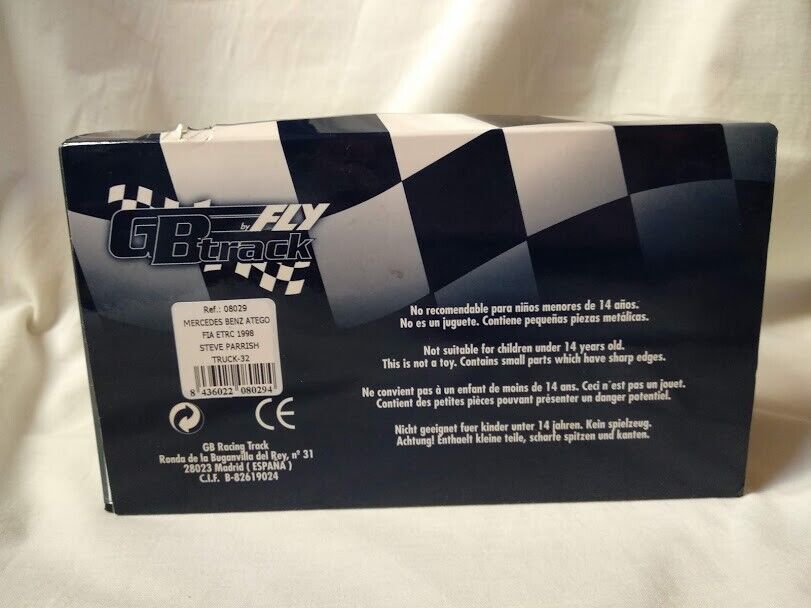 GBtrack by FLY
Ref.: 08029
MERCEDES BENZ ATEGO
FIA ETRC 1998
STEVE PARRISH
TRUCK-32
8 436022 080294
CE
GB Racing Track
Ronda de la Buganvilla del Rey, nº 31
28023 Madrid ( ESPAÑA )
C.I.F. B-82619024
No recomendable para niños menores de 14 años.
No es un juguete. Contiene pequeñas piezas metálicas.
Not suitable for children under 14 years old.
This is not a toy. Contains small parts which have sharp edges.
Ne convient pas à un enfant de moins de 14 ans. Ceci n´est pas un jouet.
Contient des petites pièces pouvant présenter un danger potentiel.
Nicht geeignet fuer kinder unter 14 jahren. Kein spielzeug.
Achtung! Enthaelt kleine teile, scharfe spitzen und kanten.